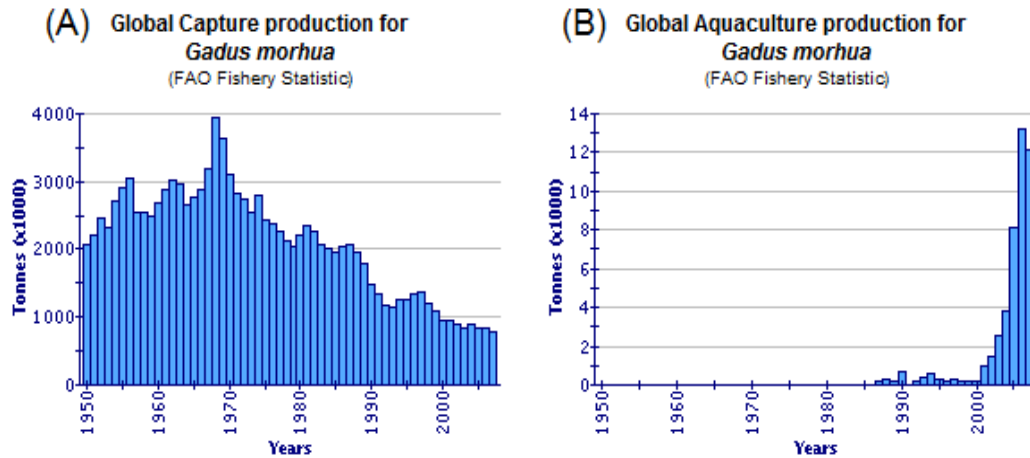 (A) Global Capture production for
Gadus morhua
(FAO Fishery Statistic)
4000
3000
2000
1000
0
Tonnes (x1000)
1950
1960
1970
1980
1990
2000
Years
(B) Global Aquaculture production for
Gadus morhua
(FAO Fishery Statistic)
14
12
10
8
6
4
2
0
Tonnes (x1000)
1950
1960
1970
1980
1990
2000
Years